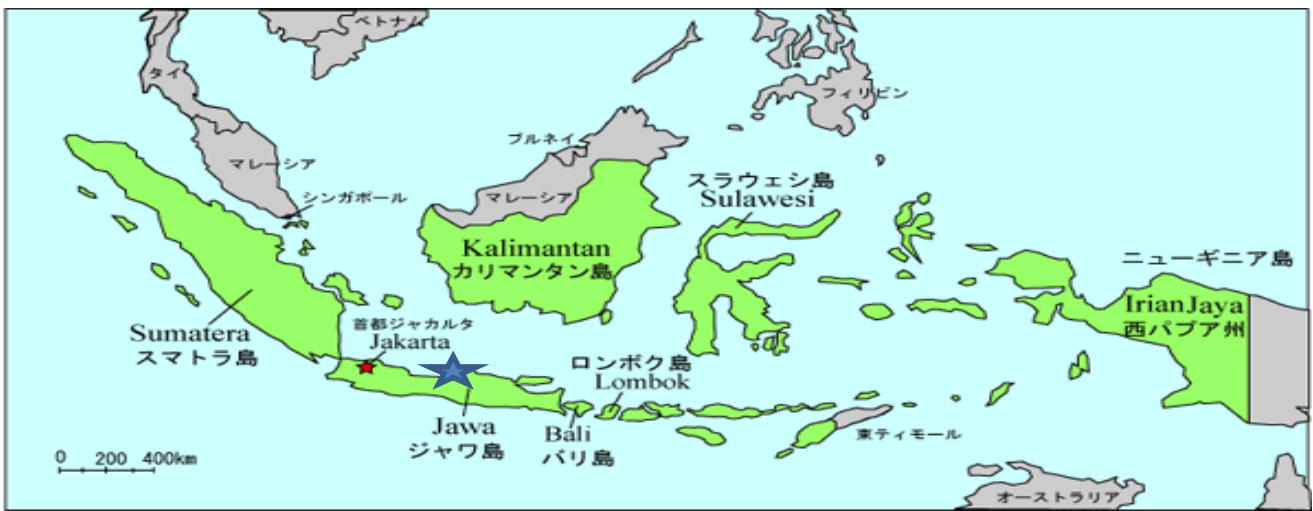 ベトナム
タイ
フィリピン
ブルネイ
マレーシア
スラウェシ島
Sulawesi
シンガポール
マレーシア
Kalimantan
カリマンタン島
ニューギニア島
IrianJaya
西パプア州
首都ジャカルタ
Jakarta
Sumatera
スマトラ島
ロンボク島
Lombok
Jawa
ジャワ島
Bali
バリ島
東ティモール
0 200 400km
オーストラリア